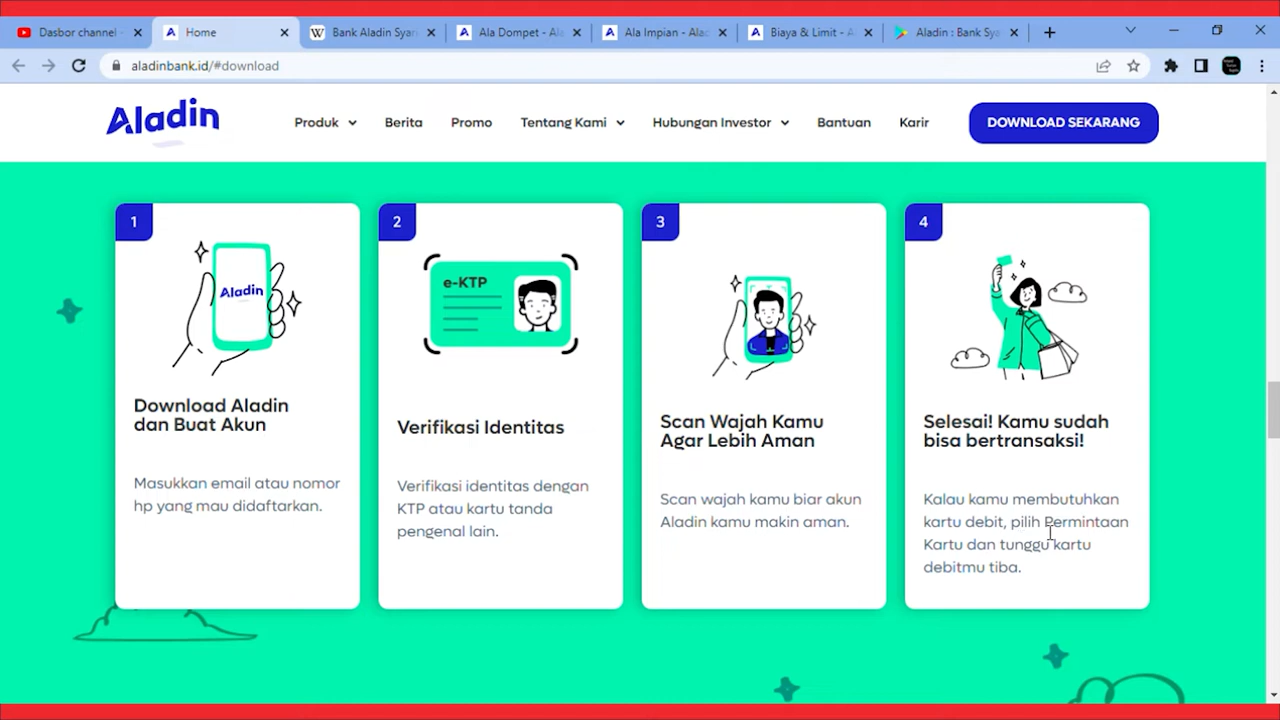 Dasbor channel -
Home
Bank Aladin Syar
Ala Dompet - Ala
Ala Impian - Alad
Biaya & Limit - A
Aladin : Bank Sya
aladinbank.id/#download
Aladin
Produk
Berita
Promo
Tentang Kami
Hubungan Investor
Bantuan
Karir
DOWNLOAD SEKARANG
1
Aladin
Download Aladin
dan Buat Akun
Masukkan email atau nomor
hp yang mau didaftarkan.
2
e-KTP
Verifikasi Identitas
Verifikasi identitas dengan
KTP atau kartu tanda
pengenal lain.
3
Scan Wajah Kamu
Agar Lebih Aman
Scan wajah kamu biar akun
Aladin kamu makin aman.
4
Selesai! Kamu sudah
bisa bertransaksi!
Kalau kamu membutuhkan
kartu debit, pilih Permintaan
Kartu dan tunggu kartu
debitmu tiba.